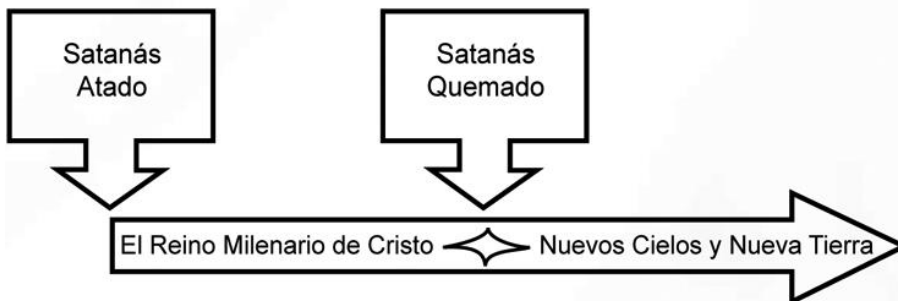 Satanás
Atado
Satanás
Quemado
El Reino Milenario de Cristo
Nuevos Cielos y Nueva Tierra